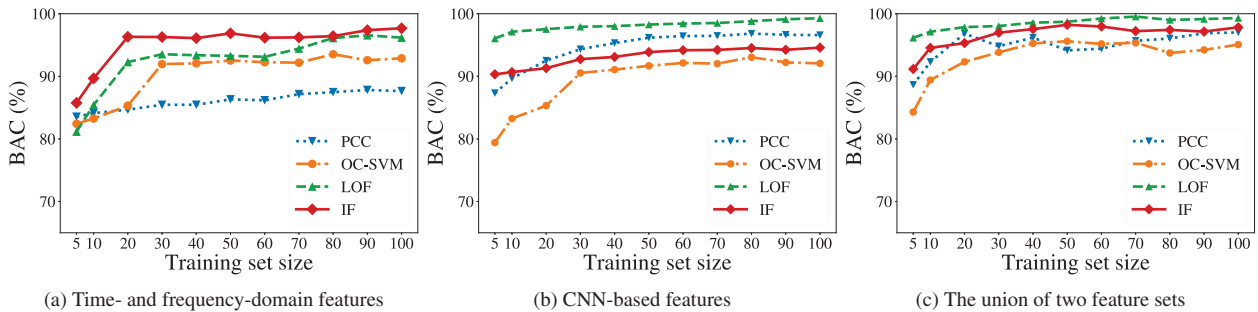 BAC (%)
100
90
80
70
PCC
OC-SVM
LOF
IF
5 10 20 30 40 50 60 70 80 90 100
Training set size
(a) Time- and frequency-domain features
BAC (%)
100
90
80
70
PCC
OC-SVM
LOF
IF
5 10 20 30 40 50 60 70 80 90 100
Training set size
(b) CNN-based features
BAC (%)
100
90
80
70
PCC
OC-SVM
LOF
IF
5 10 20 30 40 50 60 70 80 90 100
Training set size
(c) The union of two feature sets